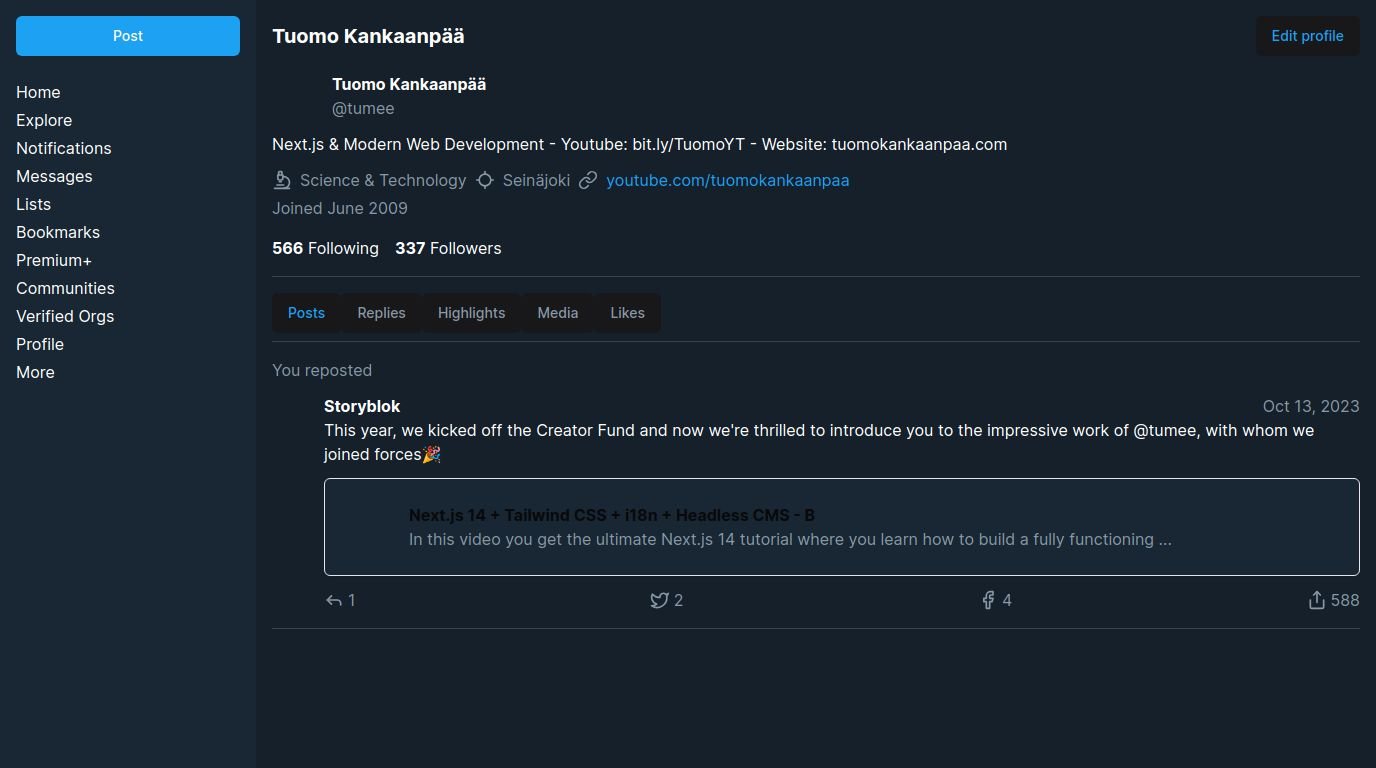 Post
Home
Explore
Notifications
Messages
Lists
Bookmarks
Premium+
Communities
Verified Orgs
Profile
More
Tuomo Kankaanpää
Edit profile
Tuomo Kankaanpää
@tumee
Next.js & Modern Web Development - Youtube: bit.ly/TuomoYT - Website: tuomokankaanpaa.com
Science & Technology Seinäjoki youtube.com/tuomokankaanpaa
Joined June 2009
566 Following 337 Followers
Posts Replies Highlights Media Likes
You reposted
Storyblok Oct 13, 2023
This year, we kicked off the Creator Fund and now we're thrilled to introduce you to the impressive work of @tumee, with whom we
joined forces🎉
Next.js 14 + Tailwind CSS + i18n + Headless CMS - B
In this video you get the ultimate Next.js 14 tutorial where you learn how to build a fully functioning ...
1 2 4 588